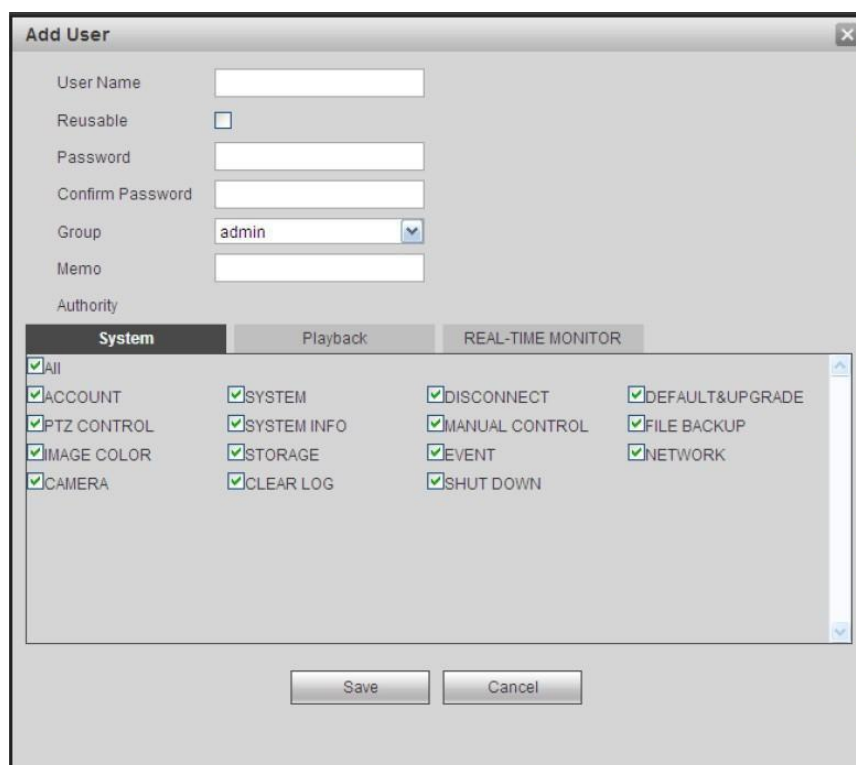 Add User
User Name
Reusable
Password
Confirm Password
Group admin
Memo
Authority
System Playback REAL-TIME MONITOR
All
ACCOUNT SYSTEM DISCONNECT DEFAULT&UPGRADE
PTZ CONTROL SYSTEM INFO MANUAL CONTROL FILE BACKUP
IMAGE COLOR STORAGE EVENT NETWORK
CAMERA CLEAR LOG SHUT DOWN
Save Cancel